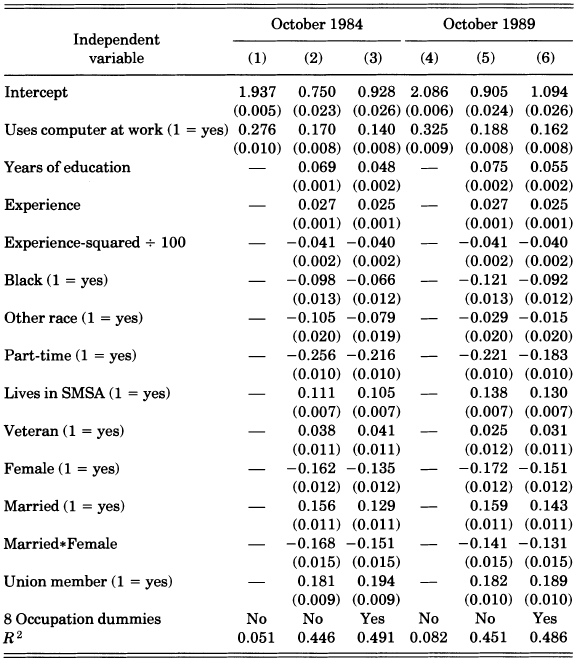 Independent variable October 1984 October 1989
(1) (2) (3) (4) (5) (6)
Intercept 1.937 0.750 0.928 2.086 0.905 1.094
(0.005) (0.023) (0.026) (0.006) (0.024) (0.026)
Uses computer at work (1 = yes) 0.276 0.170 0.140 0.325 0.188 0.162
(0.010) (0.008) (0.008) (0.009) (0.008) (0.008)
Years of education — 0.069 0.048 — 0.075 0.055
(0.001) (0.002) (0.002) (0.002)
Experience — 0.027 0.025 — 0.027 0.025
(0.001) (0.001) (0.001) (0.001)
Experience-squared ÷ 100 — −0.041 −0.040 — −0.041 −0.040
(0.002) (0.002) (0.002) (0.002)
Black (1 = yes) — −0.098 −0.066 — −0.121 −0.092
(0.013) (0.012) (0.013) (0.012)
Other race (1 = yes) — −0.105 −0.079 — −0.029 −0.015
(0.020) (0.019) (0.020) (0.020)
Part-time (1 = yes) — −0.256 −0.216 — −0.221 −0.183
(0.010) (0.010) (0.010) (0.010)
Lives in SMSA (1 = yes) — 0.111 0.105 — 0.138 0.130
(0.007) (0.007) (0.007) (0.007)
Veteran (1 = yes) — 0.038 0.041 — 0.025 0.031
(0.011) (0.011) (0.012) (0.011)
Female (1 = yes) — −0.162 −0.135 — −0.172 −0.151
(0.012) (0.012) (0.012) (0.012)
Married (1 = yes) — 0.156 0.129 — 0.159 0.143
(0.011) (0.011) (0.011) (0.011)
Married*Female — −0.168 −0.151 — −0.141 −0.131
(0.015) (0.015) (0.015) (0.015)
Union member (1 = yes) — 0.181 0.194 — 0.182 0.189
(0.009) (0.009) (0.010) (0.010)
8 Occupation dummies No No Yes No No Yes
R² 0.051 0.446 0.491 0.082 0.451 0.486